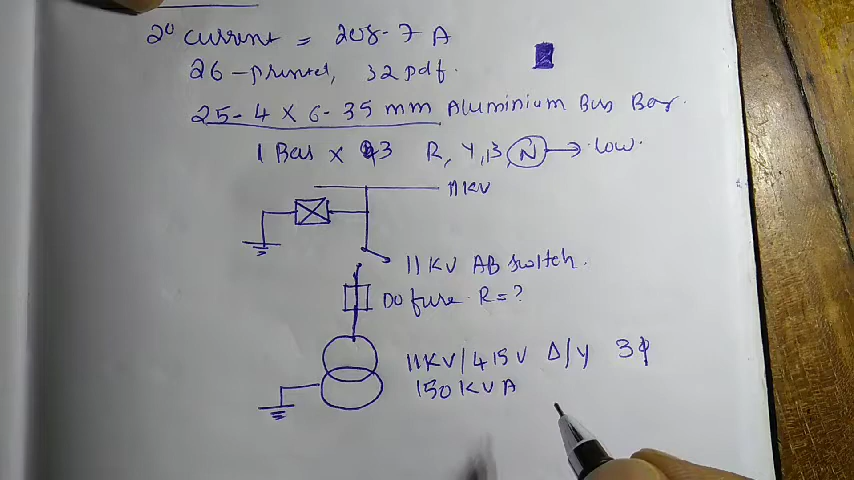 2° current = 208-7 A
26-printed, 32 pdf.
25-4 X 6-35 mm Aluminium Bus Bar.
1 Bar X 3 R, Y, B, N → low.
11 KV
11 KV AB switch.
DO fuse R = ?
11KV/415V Δ/Y 3ϕ
150 KVA